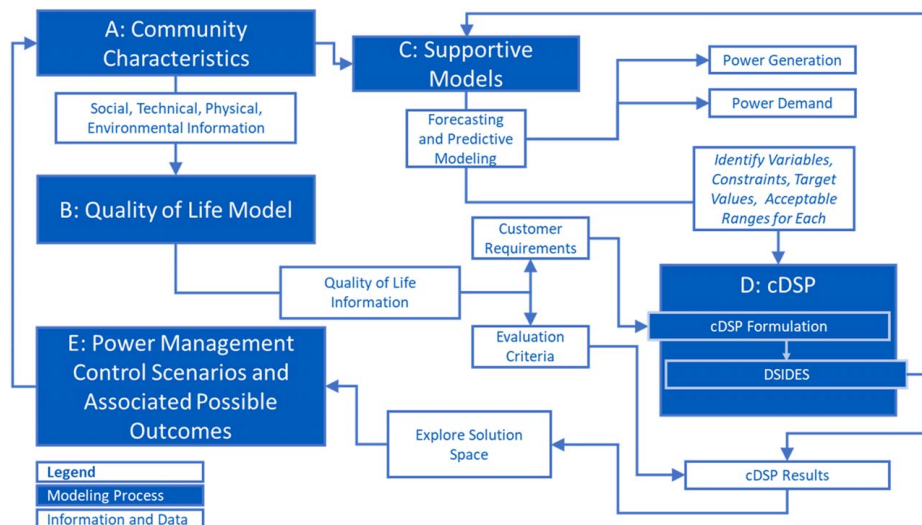 A: Community
Characteristics
C: Supportive
Models
Power Generation
Power Demand
Social, Technical, Physical,
Environmental Information
Forecasting
and Predictive
Modeling
Identify Variables,
Constraints, Target
Values, Acceptable
Ranges for Each
B: Quality of Life Model
Customer
Requirements
Quality of Life
Information
Evaluation
Criteria
D: cDSP
cDSP Formulation
DSIDES
E: Power Management
Control Scenarios and
Associated Possible
Outcomes
Explore Solution
Space
cDSP Results
Legend
Modeling Process
Information and Data